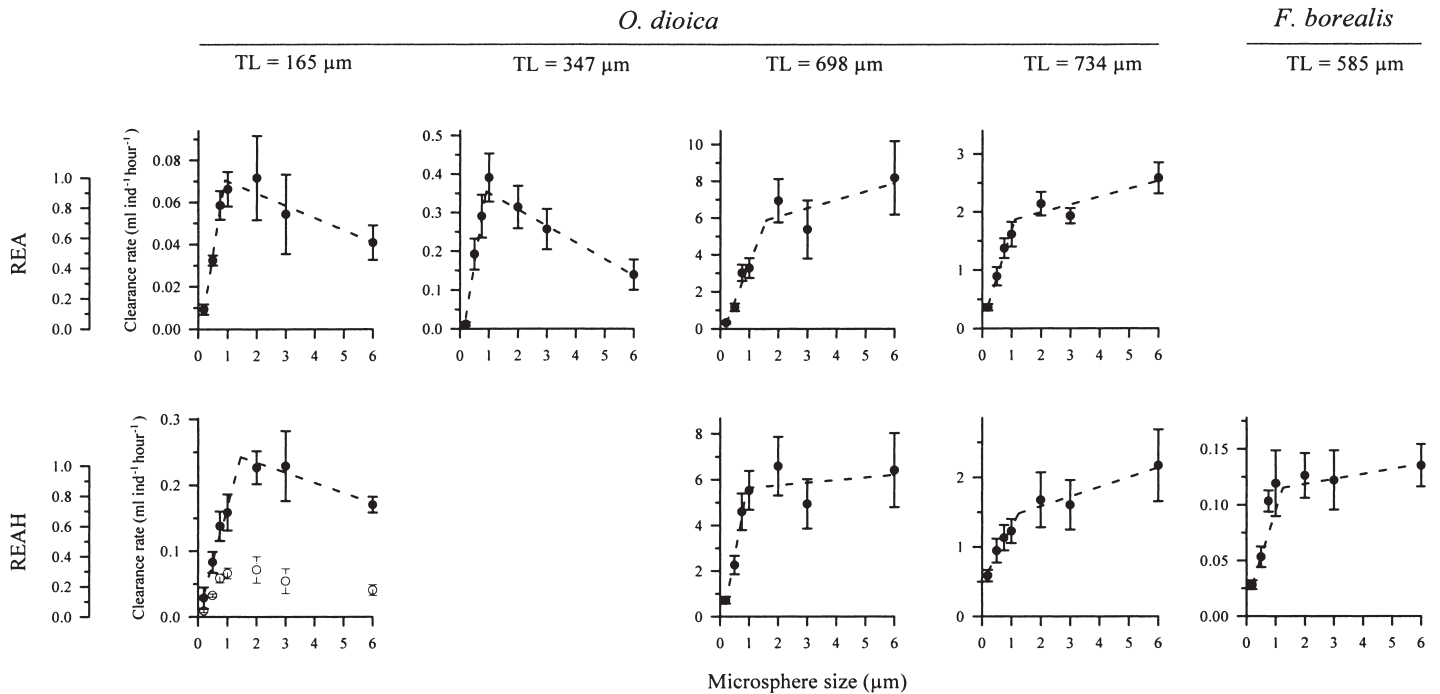 O. dioica
F. borealis
TL = 165 µm
TL = 347 µm
TL = 698 µm
TL = 734 µm
TL = 585 µm
REA
1.0
0.8
0.6
0.4
0.2
0.0
Clearance rate (ml ind⁻¹ hour⁻¹)
0.08
0.06
0.04
0.02
0.00
0 1 2 3 4 5 6
0.5
0.4
0.3
0.2
0.1
0.0
0 1 2 3 4 5 6
10
8
6
4
2
0
0 1 2 3 4 5 6
3
2
1
0
0 1 2 3 4 5 6
REAH
1.0
0.8
0.6
0.4
0.2
0.0
Clearance rate (ml ind⁻¹ hour⁻¹)
0.3
0.2
0.1
0.0
0 1 2 3 4 5 6
8
6
4
2
0
0 1 2 3 4 5 6
2
1
0
0 1 2 3 4 5 6
0.15
0.10
0.05
0.00
0 1 2 3 4 5 6
Microsphere size (µm)